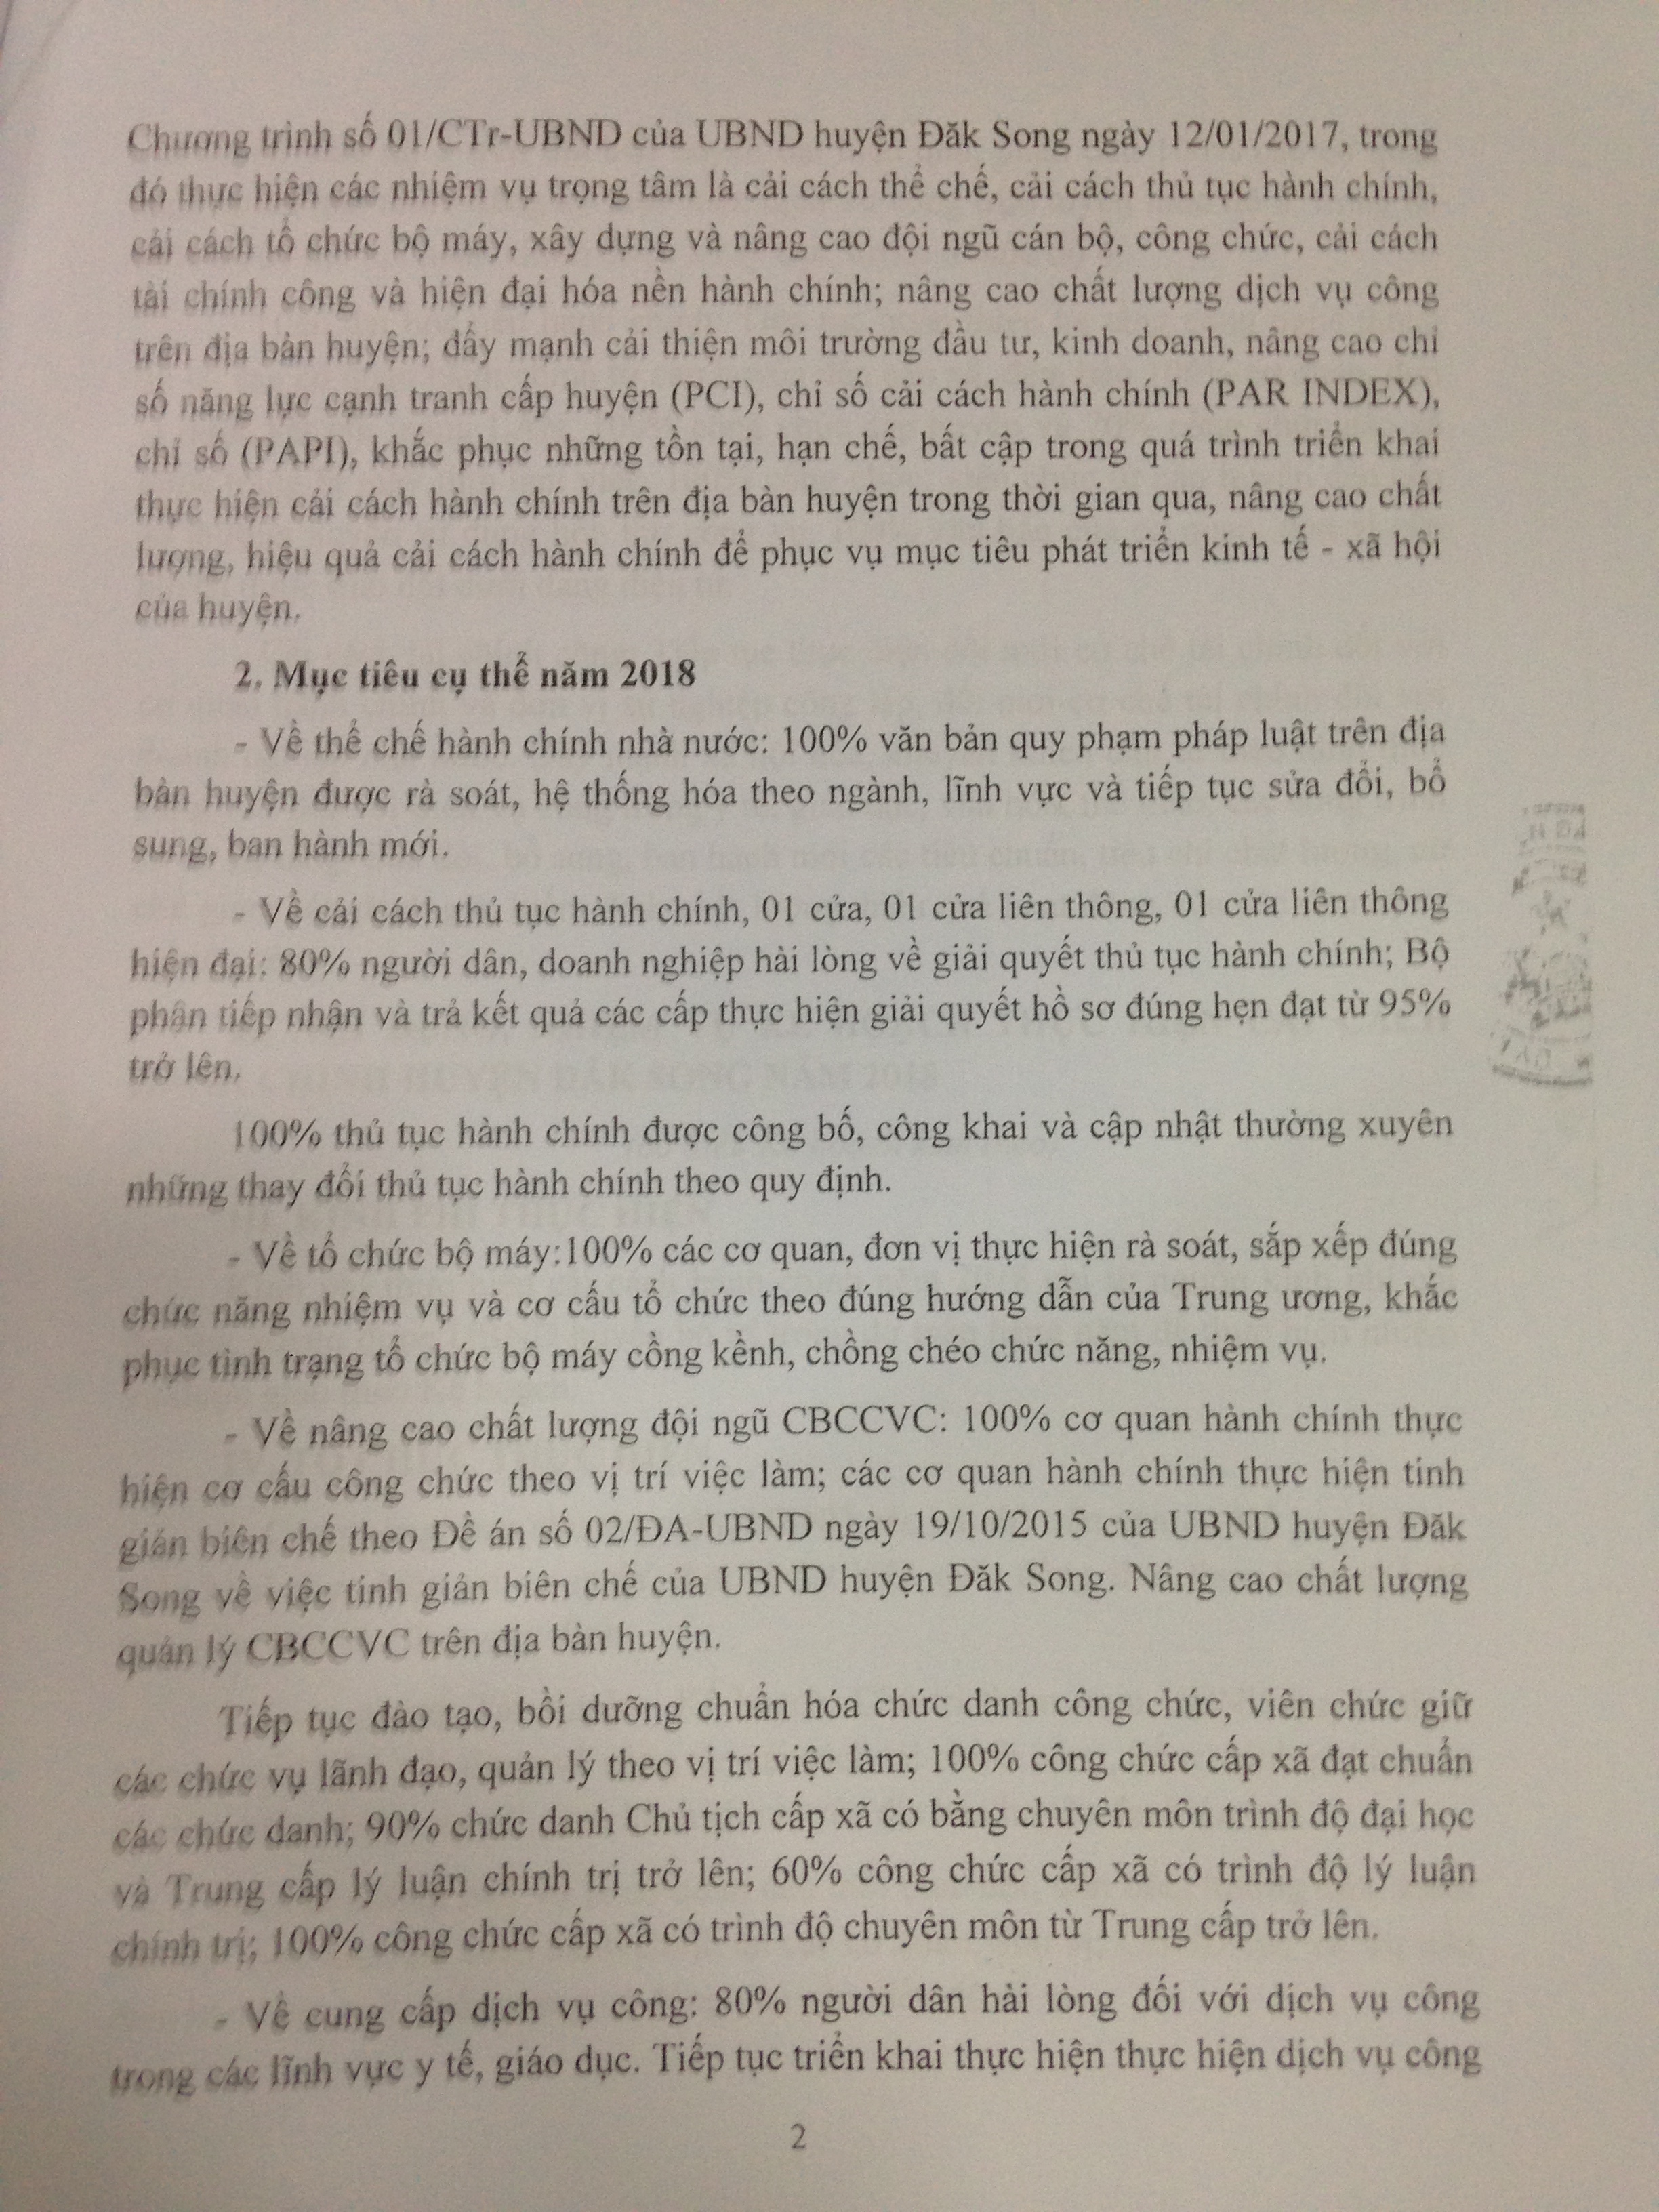 Chương trình số 01/CTr-UBND của UBND huyện Đăk Song ngày 12/01/2017, trong
đó thực hiện các nhiệm vụ trọng tâm là cải cách thể chế, cải cách thủ tục hành chính,
cải cách tổ chức bộ máy, xây dựng và nâng cao đội ngũ cán bộ, công chức, cải cách
tài chính công và hiện đại hóa nền hành chính; nâng cao chất lượng dịch vụ công
trên địa bàn huyện; đẩy mạnh cải thiện môi trường đầu tư, kinh doanh, nâng cao chỉ
số năng lực cạnh tranh cấp huyện (PCI), chỉ số cải cách hành chính (PAR INDEX),
chỉ số (PAPI), khắc phục những tồn tại, hạn chế, bất cập trong quá trình triển khai
thực hiện cải cách hành chính trên địa bàn huyện trong thời gian qua, nâng cao chất
lượng, hiệu quả cải cách hành chính để phục vụ mục tiêu phát triển kinh tế - xã hội
của huyện.
2. Mục tiêu cụ thể năm 2018
- Về thể chế hành chính nhà nước: 100% văn bản quy phạm pháp luật trên địa
bàn huyện được rà soát, hệ thống hóa theo ngành, lĩnh vực và tiếp tục sửa đổi, bổ
sung, ban hành mới.
- Về cải cách thủ tục hành chính, 01 cửa, 01 cửa liên thông, 01 cửa liên thông
hiện đại: 80% người dân, doanh nghiệp hài lòng về giải quyết thủ tục hành chính; Bộ
phận tiếp nhận và trả kết quả các cấp thực hiện giải quyết hồ sơ đúng hẹn đạt từ 95%
trở lên.
100% thủ tục hành chính được công bố, công khai và cập nhật thường xuyên
những thay đổi thủ tục hành chính theo quy định.
- Về tổ chức bộ máy:100% các cơ quan, đơn vị thực hiện rà soát, sắp xếp đúng
chức năng nhiệm vụ và cơ cấu tổ chức theo đúng hướng dẫn của Trung ương, khắc
phục tình trạng tổ chức bộ máy cồng kềnh, chồng chéo chức năng, nhiệm vụ.
- Về nâng cao chất lượng đội ngũ CBCCVC: 100% cơ quan hành chính thực
hiện cơ cấu công chức theo vị trí việc làm; các cơ quan hành chính thực hiện tinh
giản biên chế theo Đề án số 02/ĐA-UBND ngày 19/10/2015 của UBND huyện Đăk
Song về việc tinh giản biên chế của UBND huyện Đăk Song. Nâng cao chất lượng
quản lý CBCCVC trên địa bàn huyện.
Tiếp tục đào tạo, bồi dưỡng chuẩn hóa chức danh công chức, viên chức giữ
các chức vụ lãnh đạo, quản lý theo vị trí việc làm; 100% công chức cấp xã đạt chuẩn
các chức danh; 90% chức danh Chủ tịch cấp xã có bằng chuyên môn trình độ đại học
và Trung cấp lý luận chính trị trở lên; 60% công chức cấp xã có trình độ lý luận
chính trị; 100% công chức cấp xã có trình độ chuyên môn từ Trung cấp trở lên.
- Về cung cấp dịch vụ công: 80% người dân hài lòng đối với dịch vụ công
trong các lĩnh vực y tế, giáo dục. Tiếp tục triển khai thực hiện thực hiện dịch vụ công
2